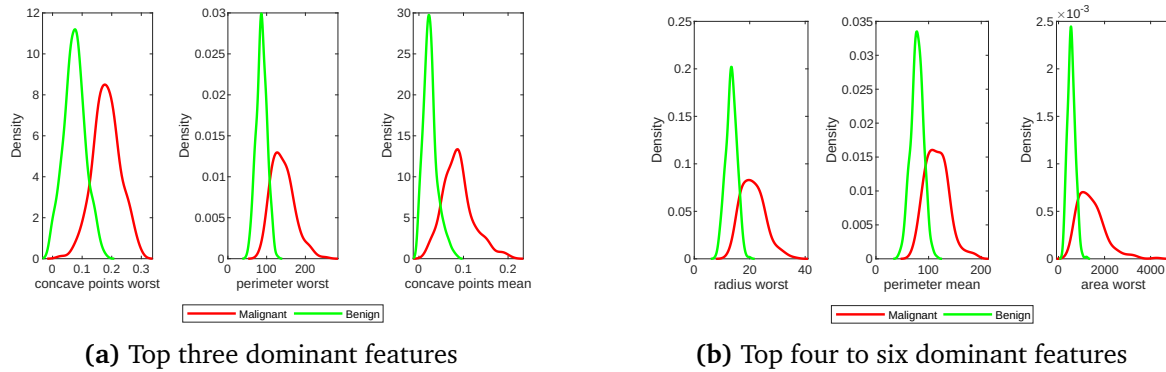 12
10
8
6
4
2
0
Density
0 0.1 0.2 0.3
concave points worst
0.03
0.025
0.02
0.015
0.01
0.005
0
Density
0 100 200
perimeter worst
30
25
20
15
10
5
0
Density
0 0.1 0.2
concave points mean
Malignant Benign
(a) Top three dominant features
0.25
0.2
0.15
0.1
0.05
0
Density
0 20 40
radius worst
0.035
0.03
0.025
0.02
0.015
0.01
0.005
0
Density
0 100 200
perimeter mean
2.5 ×10⁻³
2
1.5
1
0.5
0
Density
0 2000 4000
area worst
Malignant Benign
(b) Top four to six dominant features